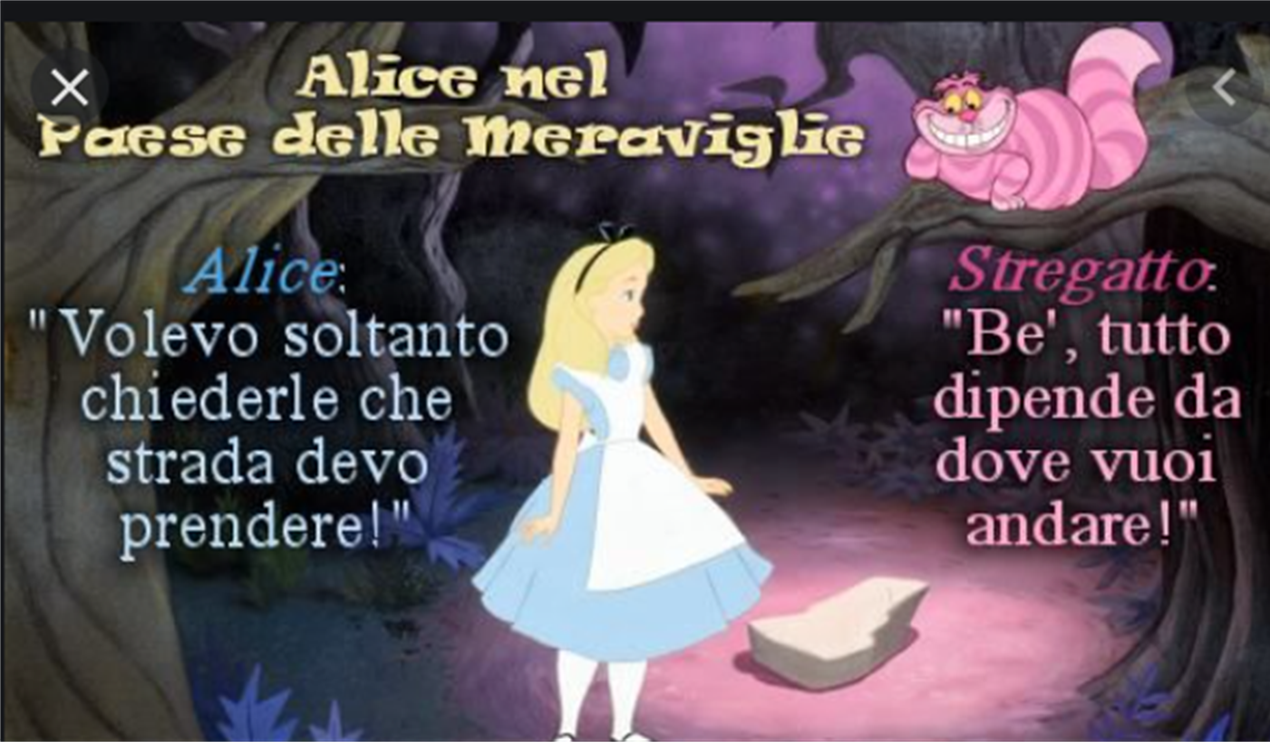 Alice nel
Paese delle Meraviglie
Alice:
"Volevo soltanto
chiederle che
strada devo
prendere!"
Stregatto:
"Be', tutto
dipende da
dove vuoi
andare!"